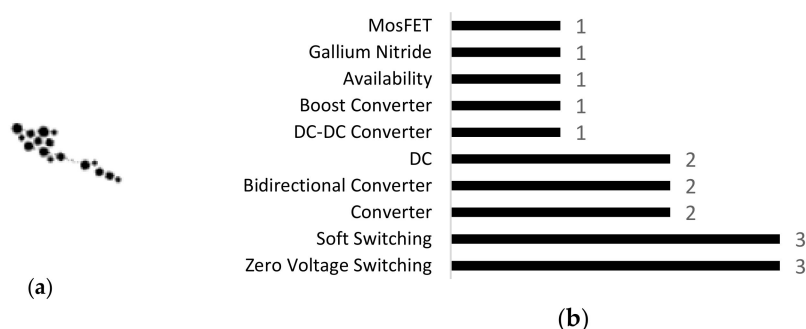 MosFET 1
Gallium Nitride 1
Availability 1
Boost Converter 1
DC-DC Converter 1
DC 2
Bidirectional Converter 2
Converter 2
Soft Switching 3
Zero Voltage Switching 3
(a)
(b)